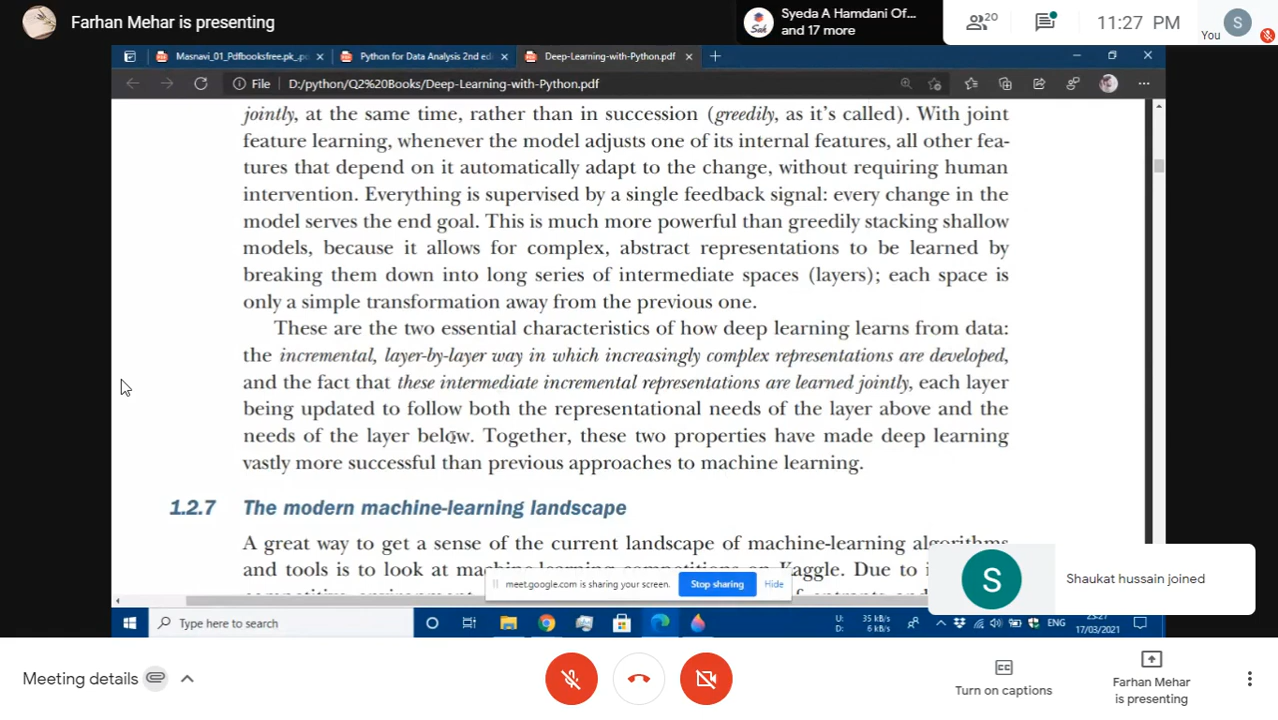 Farhan Mehar is presenting
Syeda A Hamdani Of...
and 17 more
20
11:27 PM
You
S
Masnavi_01_Pdfbooksfree.pk_.p
Python for Data Analysis 2nd ed
Deep-Learning-with-Python.pdf
File D:/python/Q2%20Books/Deep-Learning-with-Python.pdf
jointly, at the same time, rather than in succession (greedily, as it's called). With joint
feature learning, whenever the model adjusts one of its internal features, all other fea-
tures that depend on it automatically adapt to the change, without requiring human
intervention. Everything is supervised by a single feedback signal: every change in the
model serves the end goal. This is much more powerful than greedily stacking shallow
models, because it allows for complex, abstract representations to be learned by
breaking them down into long series of intermediate spaces (layers); each space is
only a simple transformation away from the previous one.
These are the two essential characteristics of how deep learning learns from data:
the incremental, layer-by-layer way in which increasingly complex representations are developed,
and the fact that these intermediate incremental representations are learned jointly, each layer
being updated to follow both the representational needs of the layer above and the
needs of the layer below. Together, these two properties have made deep learning
vastly more successful than previous approaches to machine learning.
1.2.7 The modern machine-learning landscape
A great way to get a sense of the current landscape of machine-learning algorithms
and tools is to look at machine-learning competitions on Kaggle. Due to
meet.google.com is sharing your screen. Stop sharing Hide
S
Shaukat hussain joined
Type here to search
U: 35 kB/s
D: 6 kB/s
ENG
23:27
17/03/2021
Meeting details
Turn on captions
Farhan Mehar
is presenting